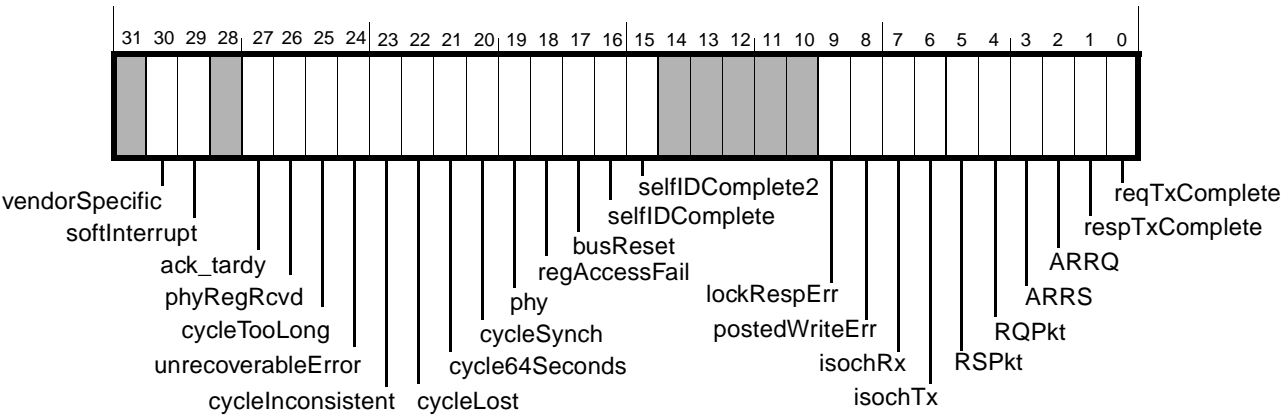 31 30 29 28 27 26 25 24 23 22 21 20 19 18 17 16 15 14 13 12 11 10 9 8 7 6 5 4 3 2 1 0
vendorSpecific
softInterrupt
ack_tardy
phyRegRcvd
cycleTooLong
unrecoverableError
cycleInconsistent
cycleLost
cycle64Seconds
cycleSynch
phy
regAccessFail
busReset
selfIDComplete
selfIDComplete2
lockRespErr
postedWriteErr
isochRx
isochTx
RSPkt
RQPkt
ARRS
ARRQ
respTxComplete
reqTxComplete